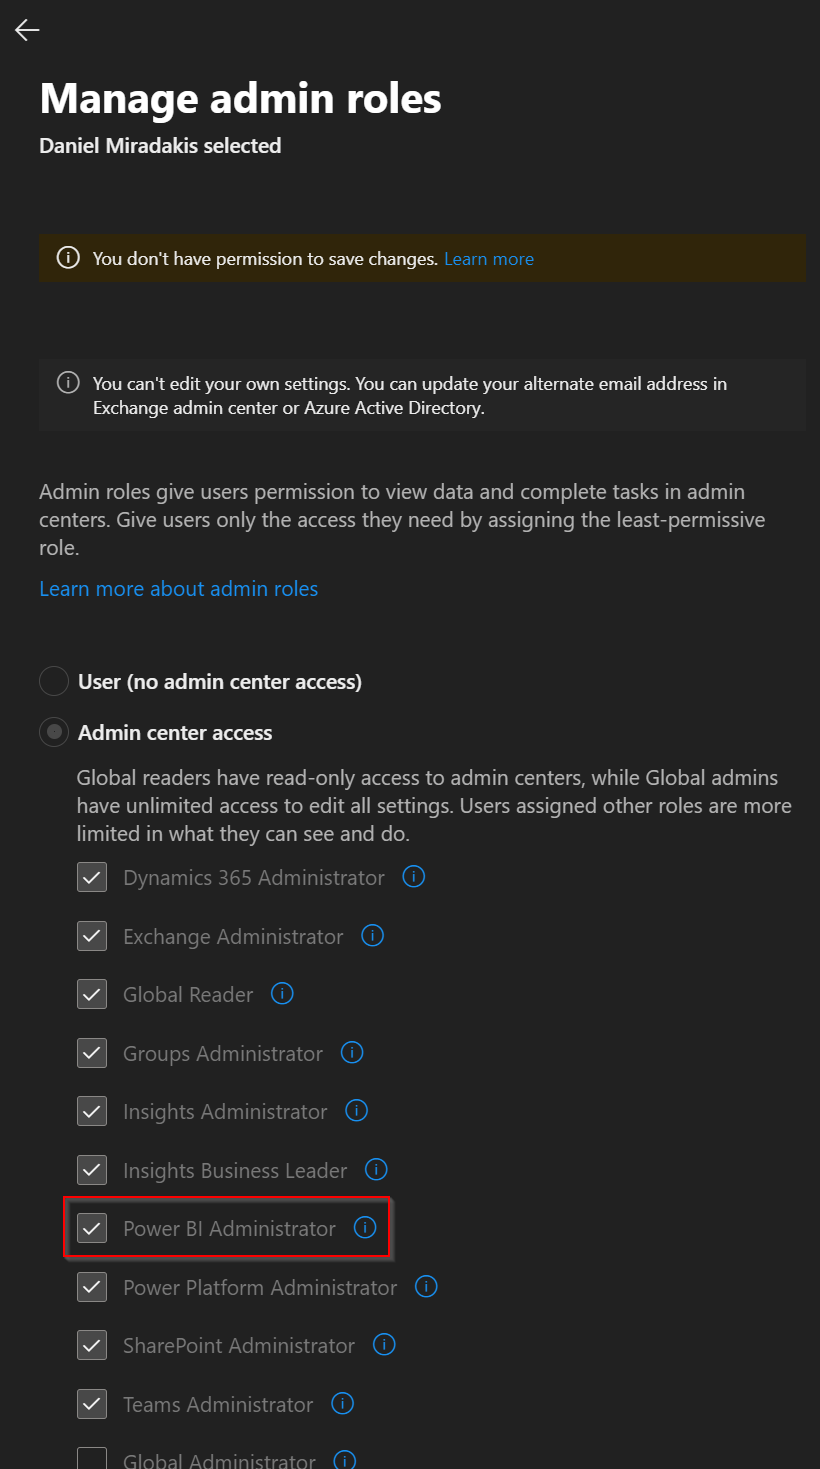 Manage admin roles
Daniel Miradakis selected
You don't have permission to save changes. Learn more
You can't edit your own settings. You can update your alternate email address in
Exchange admin center or Azure Active Directory.
Admin roles give users permission to view data and complete tasks in admin
centers. Give users only the access they need by assigning the least-permissive
role.
Learn more about admin roles
User (no admin center access)
Admin center access
Global readers have read-only access to admin centers, while Global admins
have unlimited access to edit all settings. Users assigned other roles are more
limited in what they can see and do.
Dynamics 365 Administrator
Exchange Administrator
Global Reader
Groups Administrator
Insights Administrator
Insights Business Leader
Power BI Administrator
Power Platform Administrator
SharePoint Administrator
Teams Administrator
Global Administrator